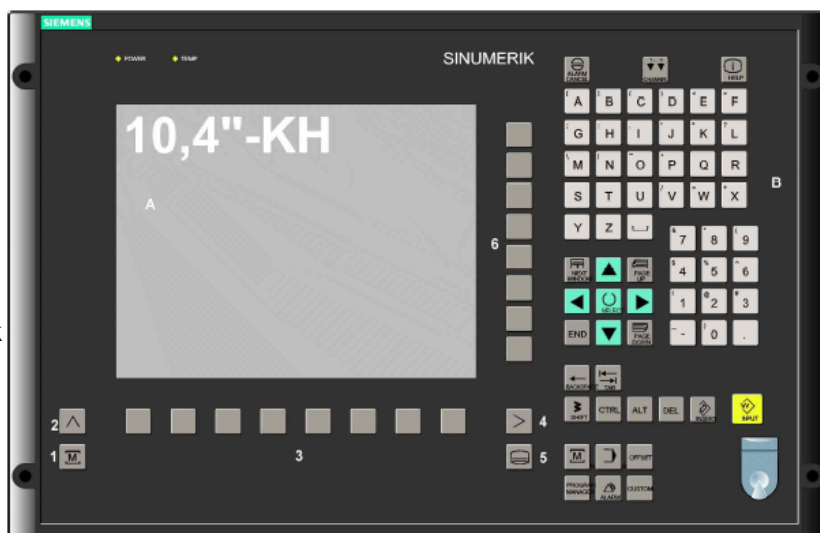 SIEMENS
POWER TEMP
SINUMERIK
10,4"-KH
A
B
ALARM CANCEL
CHANNEL
HELP
A B C D E F
G H I J K L
M N O P Q R
S T U V W X
Y Z
7 8 9
4 5 6
1 2 3
- 0 .
NEXT WINDOW
PAGE UP
SELECT
END
PAGE DOWN
BACKSPACE
TAB
SHIFT CTRL ALT DEL INSERT INPUT
M
OFFSET
PROGRAM MANAGER
ALARM
CUSTOM
6
2
4
1 M
3
5